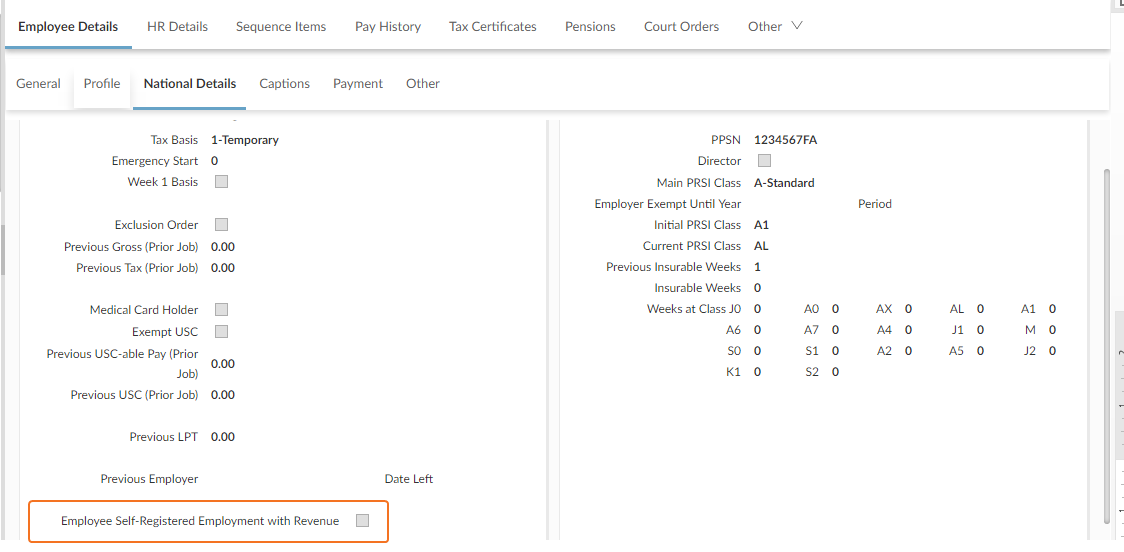 Employee Details HR Details Sequence Items Pay History Tax Certificates Pensions Court Orders Other
General Profile National Details Captions Payment Other
Tax Basis 1-Temporary
Emergency Start 0
Week 1 Basis
Exclusion Order
Previous Gross (Prior Job) 0.00
Previous Tax (Prior Job) 0.00
Medical Card Holder
Exempt USC
Previous USC-able Pay (Prior
Job) 0.00
Previous USC (Prior Job) 0.00
Previous LPT 0.00
Previous Employer Date Left
Employee Self-Registered Employment with Revenue
PPSN 1234567FA
Director
Main PRSI Class A-Standard
Employer Exempt Until Year Period
Initial PRSI Class A1
Current PRSI Class AL
Previous Insurable Weeks 1
Insurable Weeks 0
Weeks at Class J0 0 A0 0 AX 0 AL 0 A1 0
A6 0 A7 0 A4 0 J1 0 M 0
S0 0 S1 0 A2 0 A5 0 J2 0
K1 0 S2 0